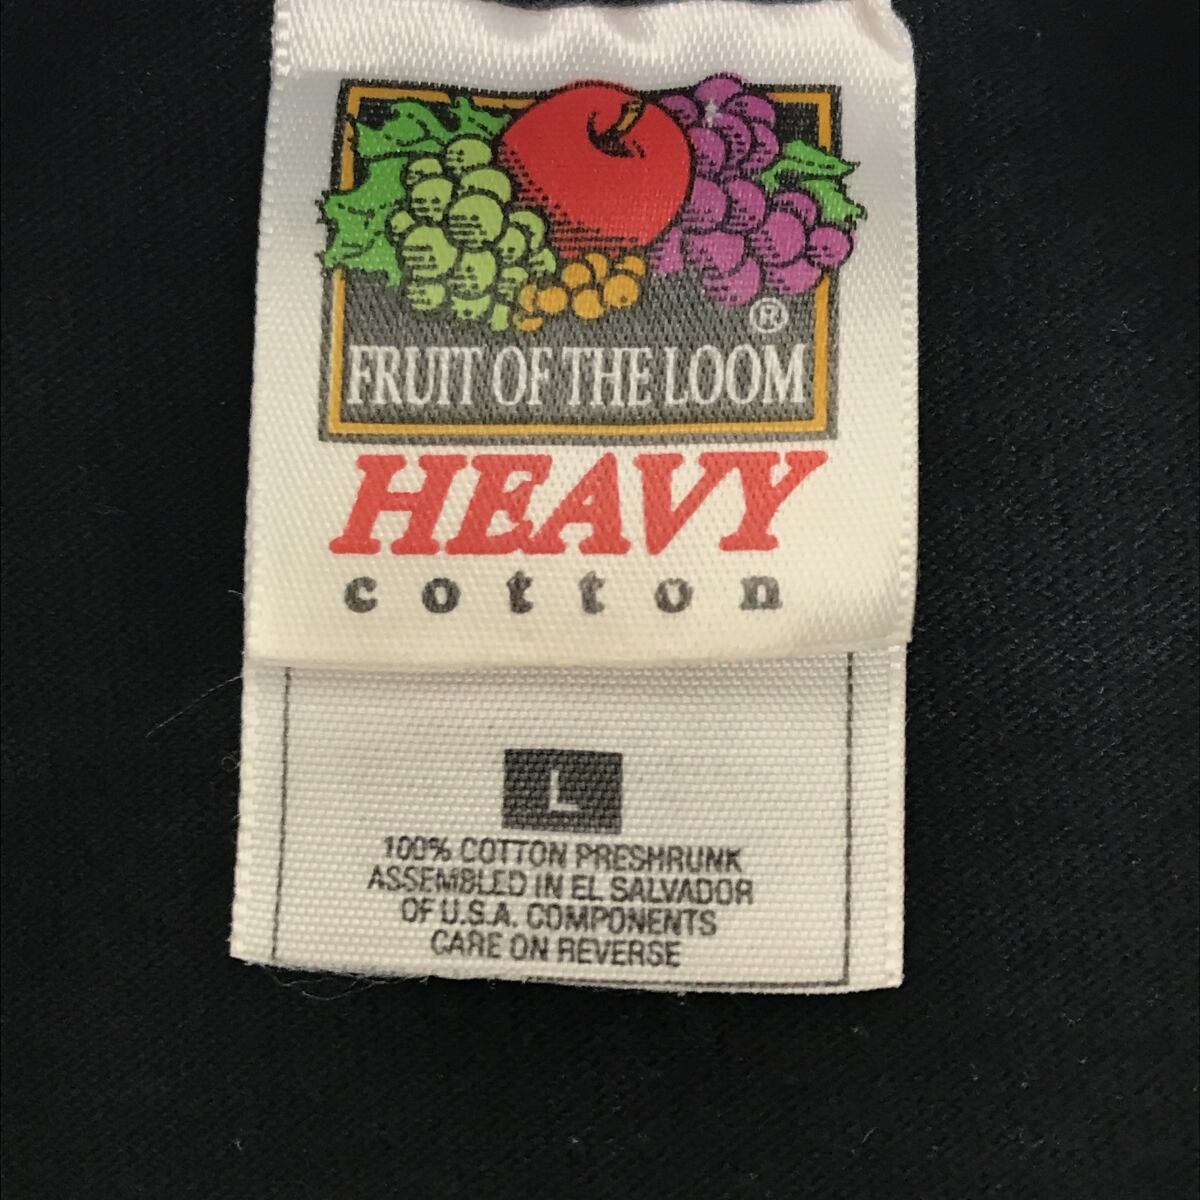 ®
FRUIT OF THE LOOM
HEAVY
cotton
L
100% COTTON PRESHRUNK
ASSEMBLED IN EL SALVADOR
OF U.S.A. COMPONENTS
CARE ON REVERSE